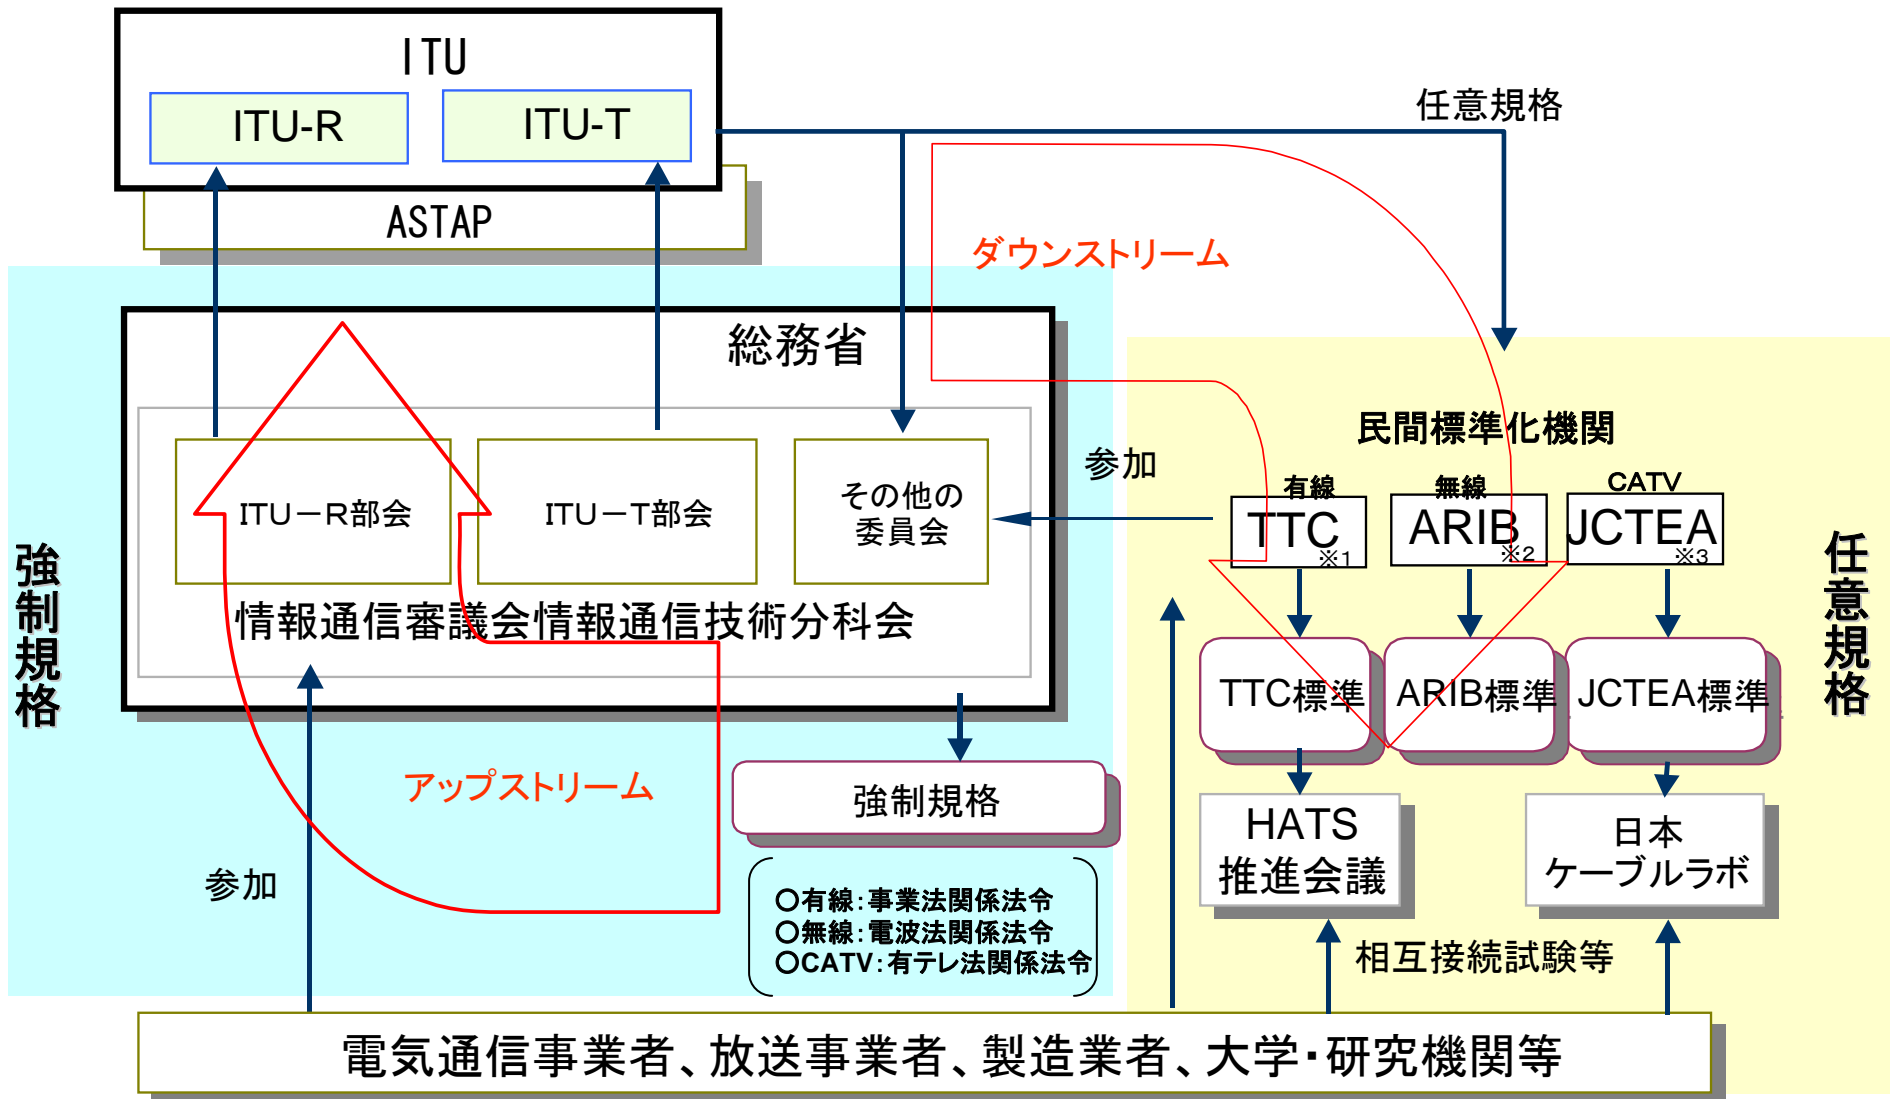 ITU
ITU-R
ITU-T
ASTAP
任意規格
ダウンストリーム
総務省
ITU－R部会
ITU－T部会
その他の
委員会
情報通信審議会情報通信技術分科会
強制規格
参加
民間標準化機関
有線
TTC
※1
無線
ARIB
※2
CATV
JCTEA
※3
任意規格
TTC標準
ARIB標準
JCTEA標準
アップストリーム
強制規格
参加
○有線：事業法関係法令
○無線：電波法関係法令
○CATV：有テレ法関係法令
HATS
推進会議
日本
ケーブルラボ
相互接続試験等
電気通信事業者、放送事業者、製造業者、大学・研究機関等